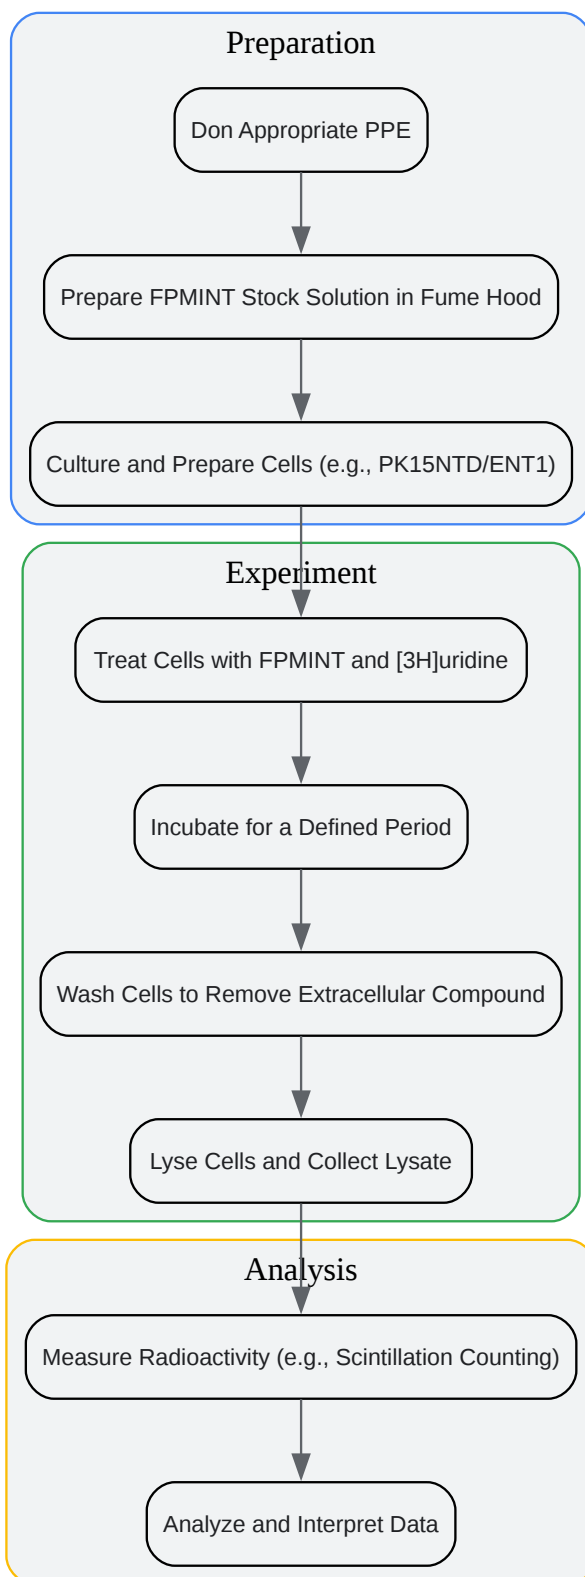 Preparation
Don Appropriate PPE
Prepare FPMINT Stock Solution in Fume Hood
Culture and Prepare Cells (e.g., PK15NTD/ENT1)
Experiment
Treat Cells with FPMINT and [3H]uridine
Incubate for a Defined Period
Wash Cells to Remove Extracellular Compound
Lyse Cells and Collect Lysate
Analysis
Measure Radioactivity (e.g., Scintillation Counting)
Analyze and Interpret Data